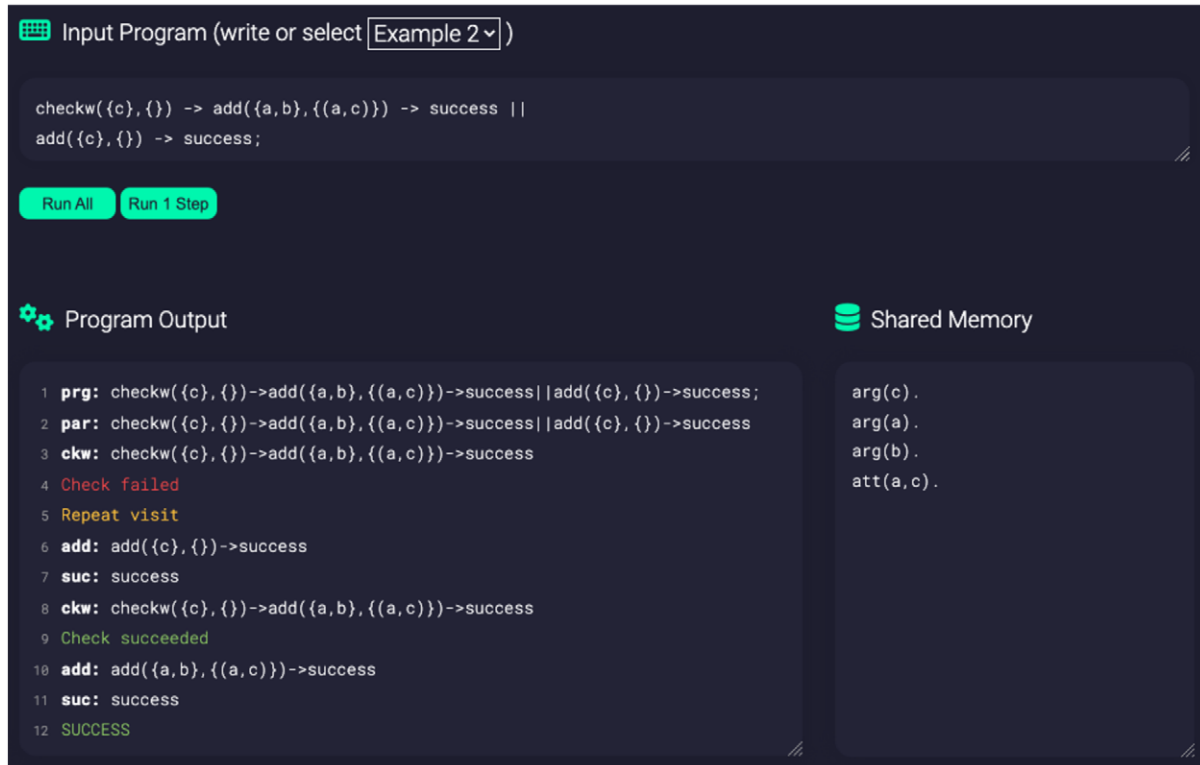 Input Program (write or select Example 2 )
checkw({c},{}) -> add({a,b},{(a,c)}) -> success ||
add({c},{}) -> success;
Run All Run 1 Step
Program Output
1 prg: checkw({c},{})->add({a,b},{(a,c)})->success||add({c},{})->success;
2 par: checkw({c},{})->add({a,b},{(a,c)})->success||add({c},{})->success
3 ckw: checkw({c},{})->add({a,b},{(a,c)})->success
4 Check failed
5 Repeat visit
6 add: add({c},{})->success
7 suc: success
8 ckw: checkw({c},{})->add({a,b},{(a,c)})->success
9 Check succeeded
10 add: add({a,b},{(a,c)})->success
11 suc: success
12 SUCCESS
Shared Memory
arg(c).
arg(a).
arg(b).
att(a,c).